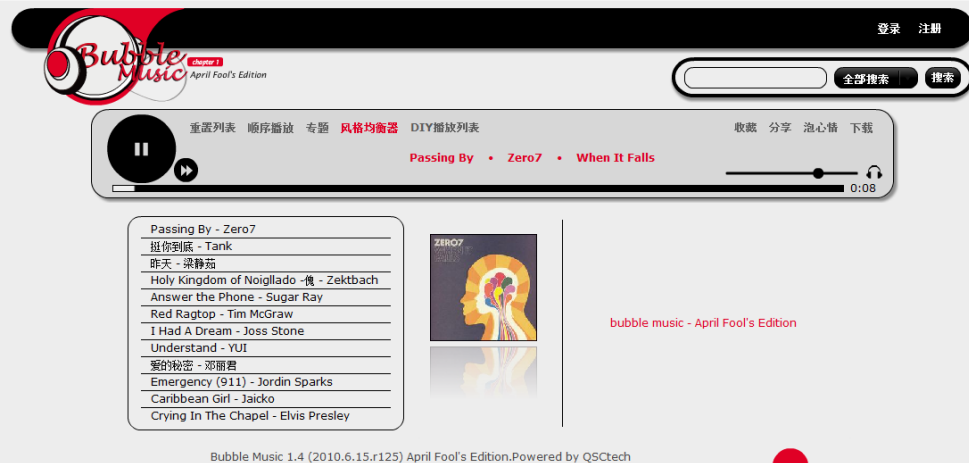 登录 注册
Bubble Music
chapter 1
April Fool's Edition
全部搜索 搜索
重置列表 顺序播放 专题 风格均衡器 DIY播放列表 收藏 分享 泡心情 下载
Passing By • Zero7 • When It Falls
0:08
Passing By - Zero7
挺你到底 - Tank
昨天 - 梁静茹
Holy Kingdom of Noigllado -傀 - Zektbach
Answer the Phone - Sugar Ray
Red Ragtop - Tim McGraw
I Had A Dream - Joss Stone
Understand - YUI
爱的秘密 - 邓丽君
Emergency (911) - Jordin Sparks
Caribbean Girl - Jaicko
Crying In The Chapel - Elvis Presley
ZERO7
WHEN IT FALLS
bubble music - April Fool's Edition
Bubble Music 1.4 (2010.6.15.r125) April Fool's Edition.Powered by QSCtech